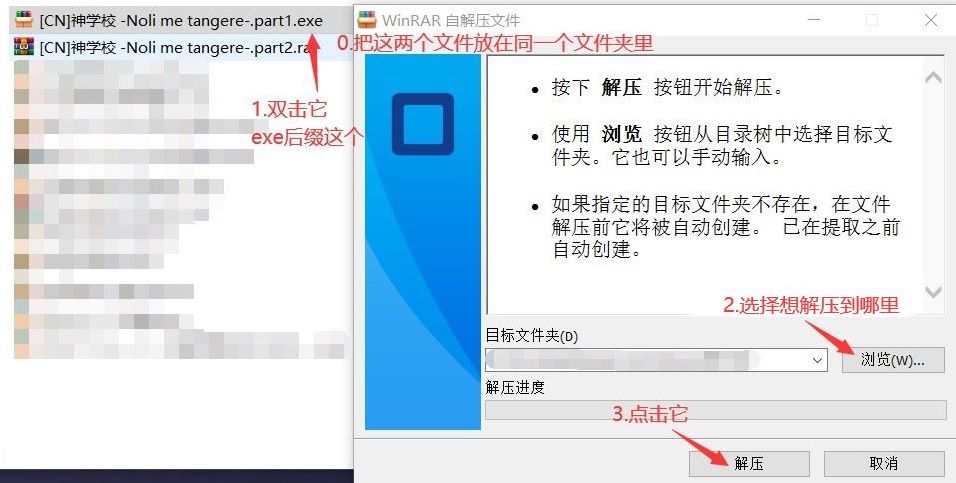 [CN]神学校 -Noli me tangere-.part1.exe
[CN]神学校 -Noli me tangere-.part2.ra
0.把这两个文件放在同一个文件夹里
1.双击它
exe后缀这个
WinRAR 自解压文件
• 按下 解压 按钮开始解压。
• 使用 浏览 按钮从目录树中选择目标文
件夹。它也可以手动输入。
• 如果指定的目标文件夹不存在，在文件
解压前它将被自动创建。 已在提取之前
自动创建。
2.选择想解压到哪里
目标文件夹(D)
浏览(W)...
解压进度
3.点击它
解压
取消